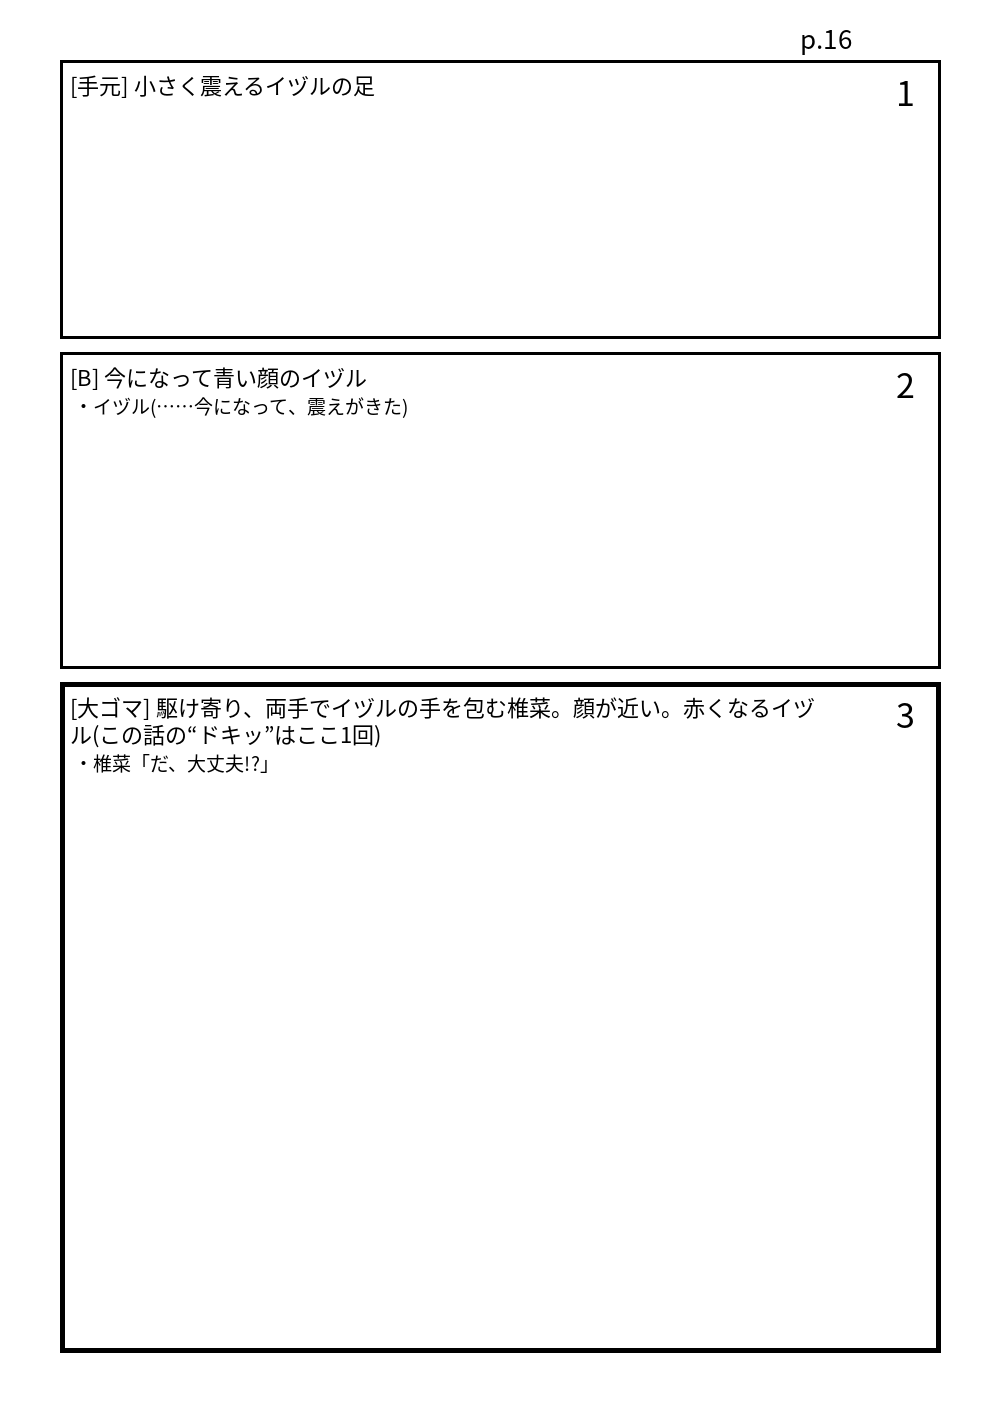 p.16
[手元] 小さく震えるイヅルの足
1
[B] 今になって青い顔のイヅル
2
・イヅル(……今になって、震えがきた)
[大ゴマ] 駆け寄り、両手でイヅルの手を包む椎菜。顔が近い。赤くなるイヅ
3
ル(この話の“ドキッ”はここ1回)
・椎菜「だ、大丈夫!?」